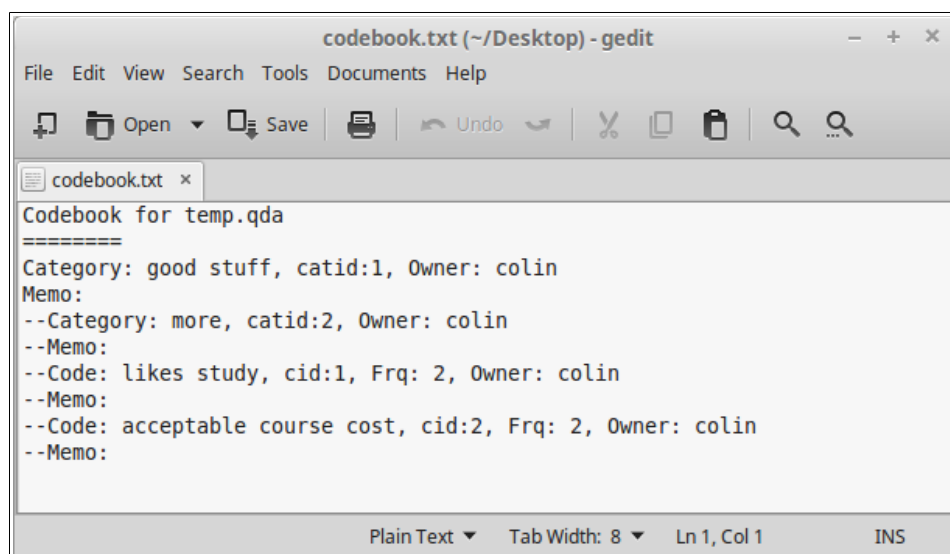 codebook.txt (~/Desktop) - gedit
File Edit View Search Tools Documents Help
Open Save Undo
codebook.txt
Codebook for temp.qda
========
Category: good stuff, catid:1, Owner: colin
Memo:
--Category: more, catid:2, Owner: colin
--Memo:
--Code: likes study, cid:1, Frq: 2, Owner: colin
--Memo:
--Code: acceptable course cost, cid:2, Frq: 2, Owner: colin
--Memo:
Plain Text Tab Width: 8 Ln 1, Col 1 INS